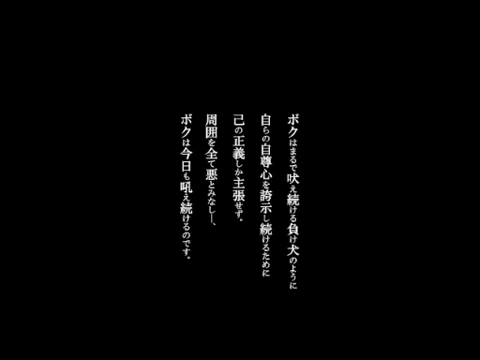 ボクはまるで吠え続ける負け犬のように
自らの自尊心を誇示し続けるために
己の正義しか主張せず。
周囲を全て悪とみなし―、
ボクは今日も吼え続けるのです。